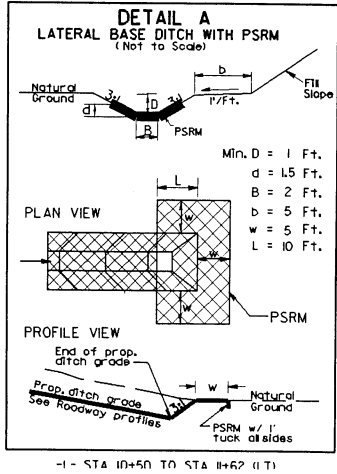 DETAIL A
LATERAL BASE DITCH WITH PSRM
(Not to Scale)
b
Natural
Ground
3:1
D
3:1
1"/Ft.
Fill
Slope
d
B
PSRM
Min. D = 1 Ft.
d = 1.5 Ft.
B = 2 Ft.
b = 5 Ft.
w = 5 Ft.
L = 10 Ft.
L
PLAN VIEW
w
w
w
PSRM
PROFILE VIEW
End of prop.
ditch grade
w
Prop. ditch grade
See Roadway profiles
3:1
Natural
Ground
PSRM w/ 1'
tuck all sides
-L- STA 10+50 TO STA 11+62 (LT)